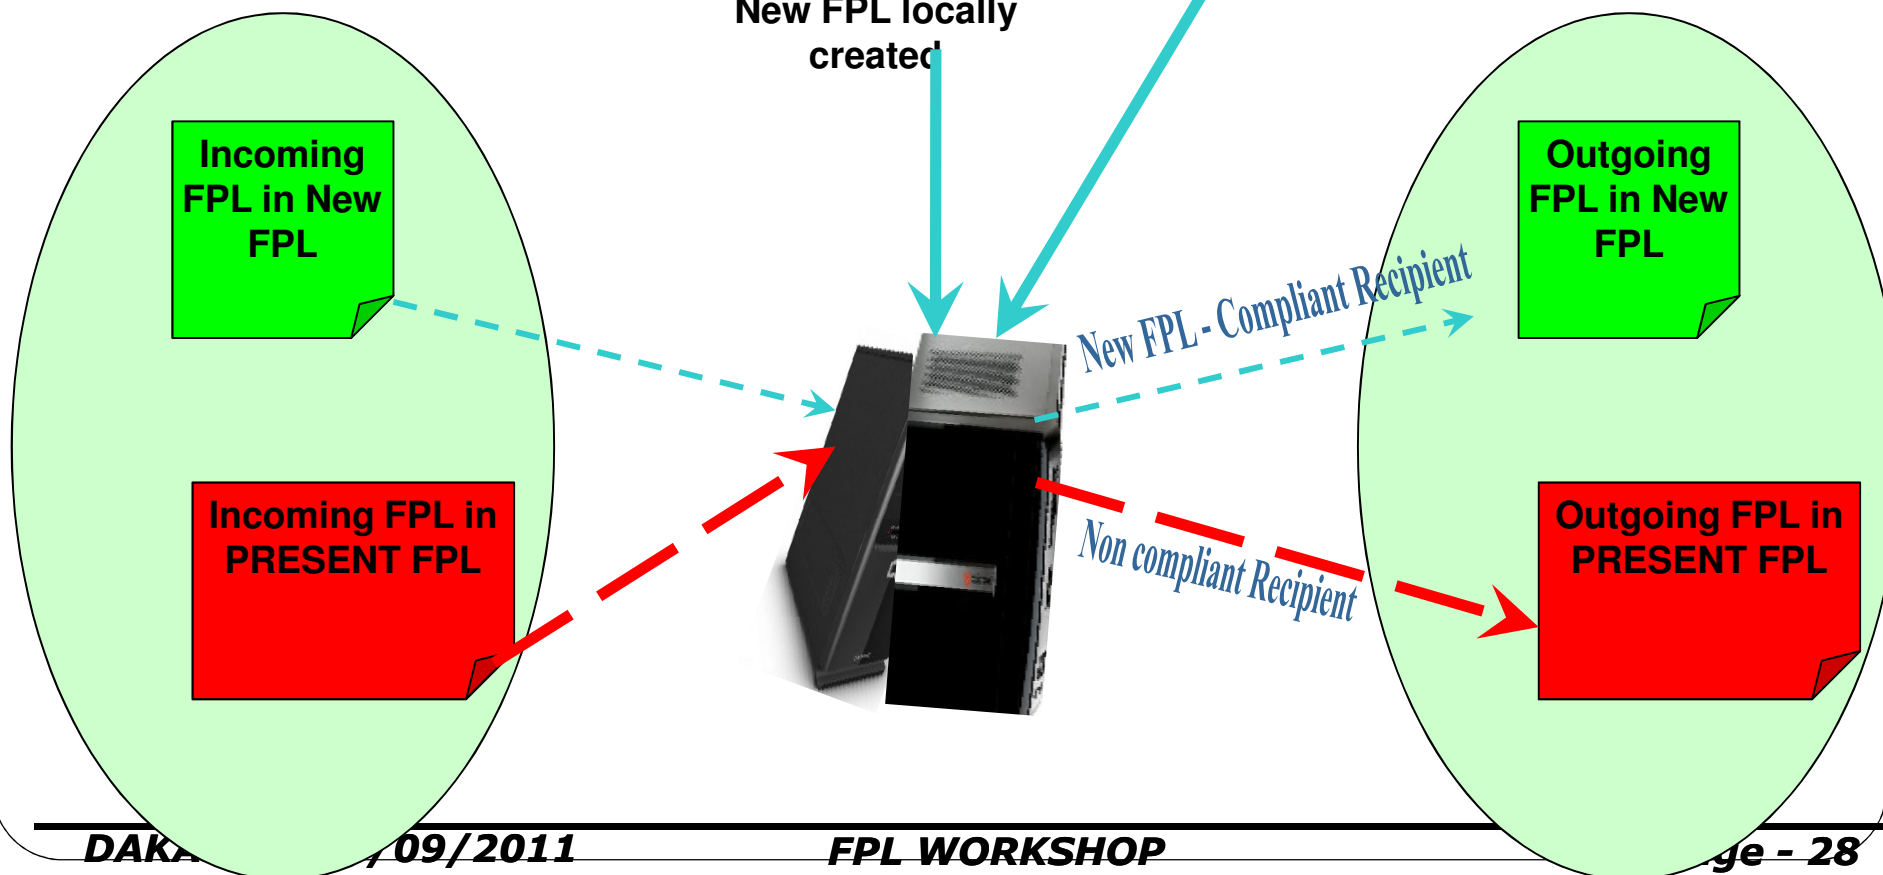 New FPL locally
created
Incoming
FPL in New
FPL
Outgoing
FPL in New
FPL
New FPL - Compliant Recipient
Incoming FPL in
PRESENT FPL
Non compliant Recipient
Outgoing FPL in
PRESENT FPL
/09/2011
FPL WORKSHOP
- 28